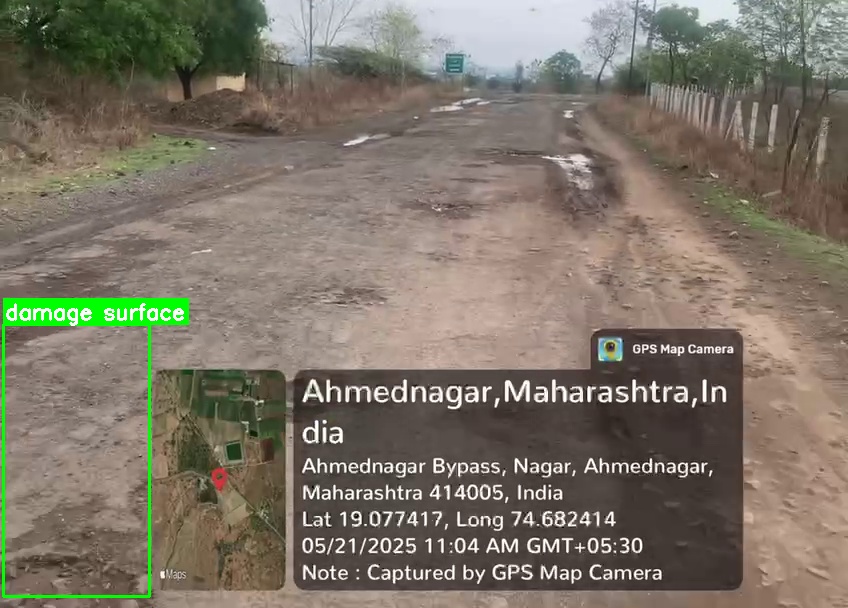 damage surface
GPS Map Camera
Ahmednagar,Maharashtra,In
dia
Ahmednagar Bypass, Nagar, Ahmednagar,
Maharashtra 414005, India
Lat 19.077417, Long 74.682414
05/21/2025 11:04 AM GMT+05:30
Note : Captured by GPS Map Camera
Maps